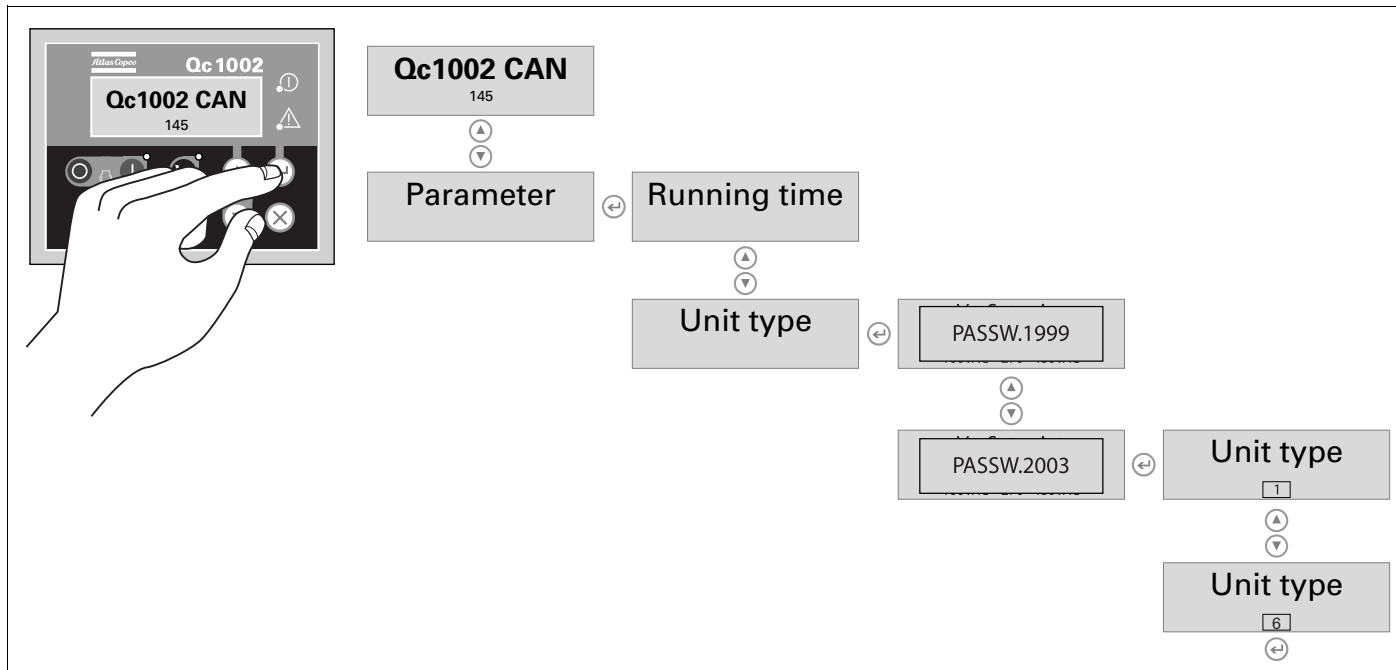 Atlas Copco
Qc1002
Qc1002 CAN
145
Qc1002 CAN
145
Parameter
Running time
Unit type
PASSW.1999
PASSW.2003
Unit type
1
Unit type
6